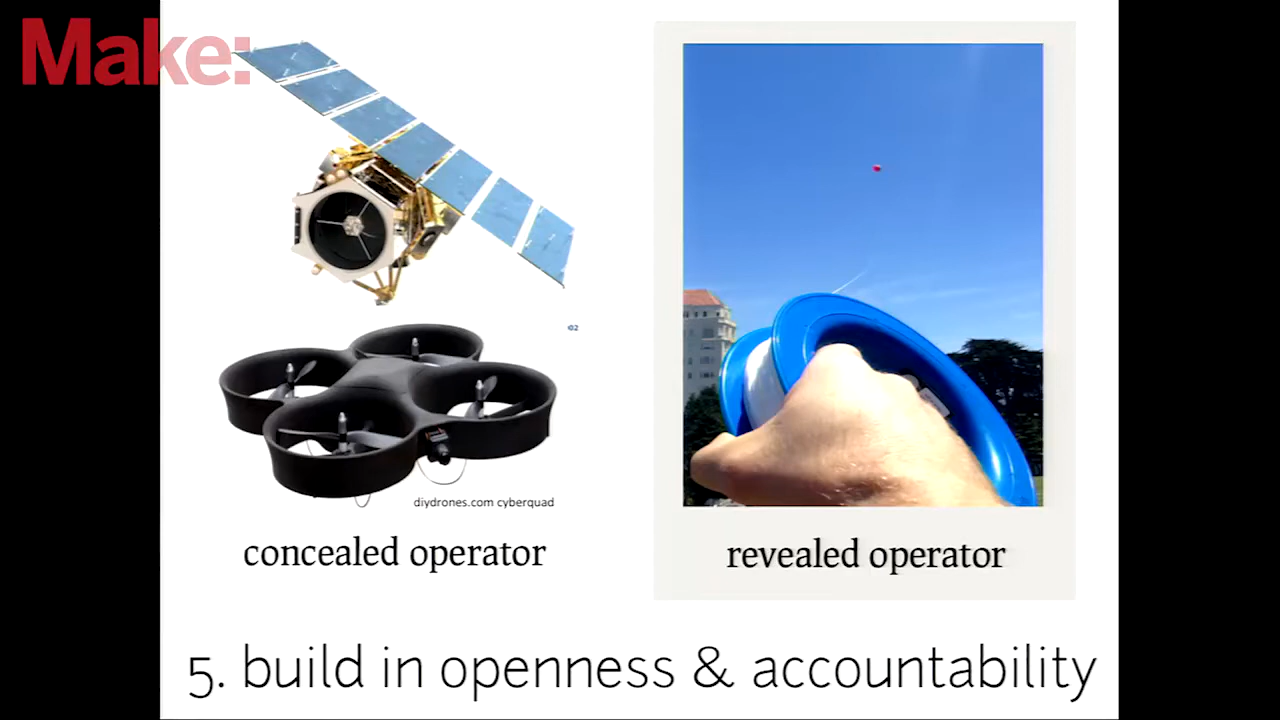 Make:
diydrones.com cyberquad
concealed operator
revealed operator
5. build in openness & accountability